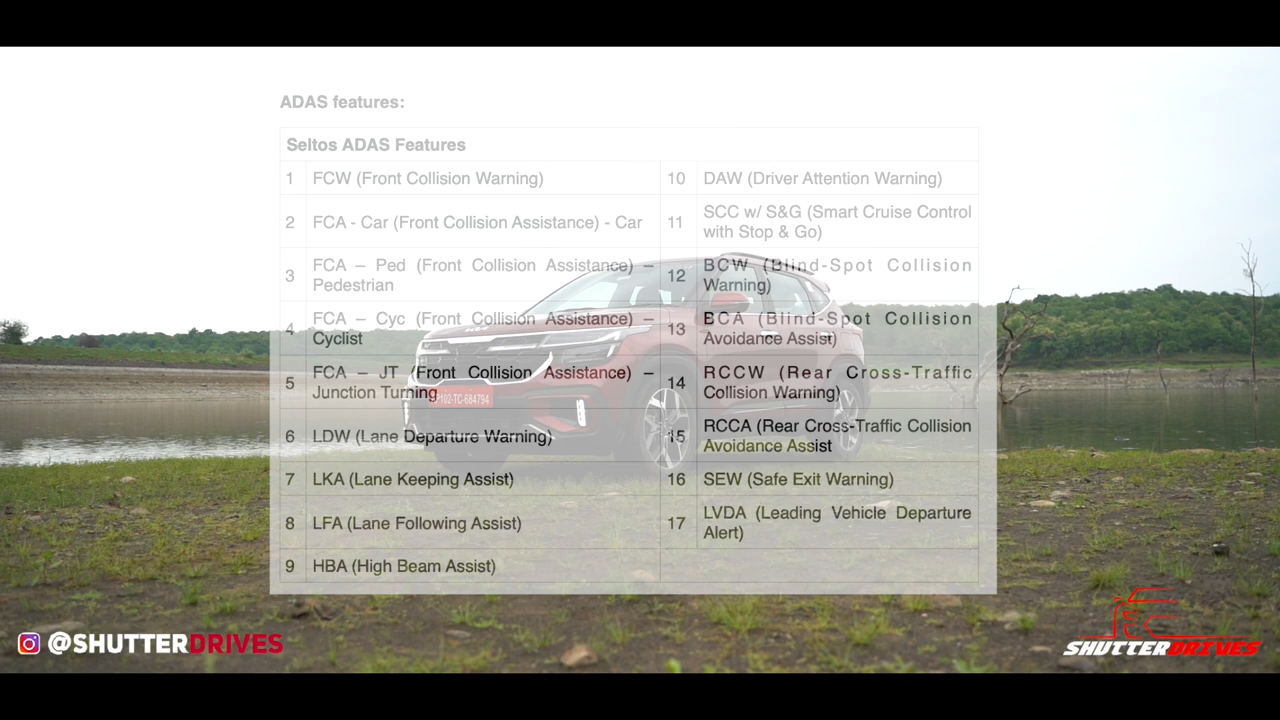 ADAS features:
Seltos ADAS Features
1 FCW (Front Collision Warning)
10 DAW (Driver Attention Warning)
2 FCA - Car (Front Collision Assistance) - Car
11 SCC w/ S&G (Smart Cruise Control
with Stop & Go)
3 FCA – Ped (Front Collision Assistance) –
Pedestrian
12 BCW (Blind-Spot Collision
Warning)
4 FCA – Cyc (Front Collision Assistance) –
Cyclist
13 BCA (Blind-Spot Collision
Avoidance Assist)
5 FCA – JT (Front Collision Assistance) –
Junction Turning
14 RCCW (Rear Cross-Traffic
Collision Warning)
6 LDW (Lane Departure Warning)
15 RCCA (Rear Cross-Traffic Collision
Avoidance Assist
7 LKA (Lane Keeping Assist)
16 SEW (Safe Exit Warning)
8 LFA (Lane Following Assist)
17 LVDA (Leading Vehicle Departure
Alert)
9 HBA (High Beam Assist)
@SHUTTERDRIVES
SHUTTERDRIVES